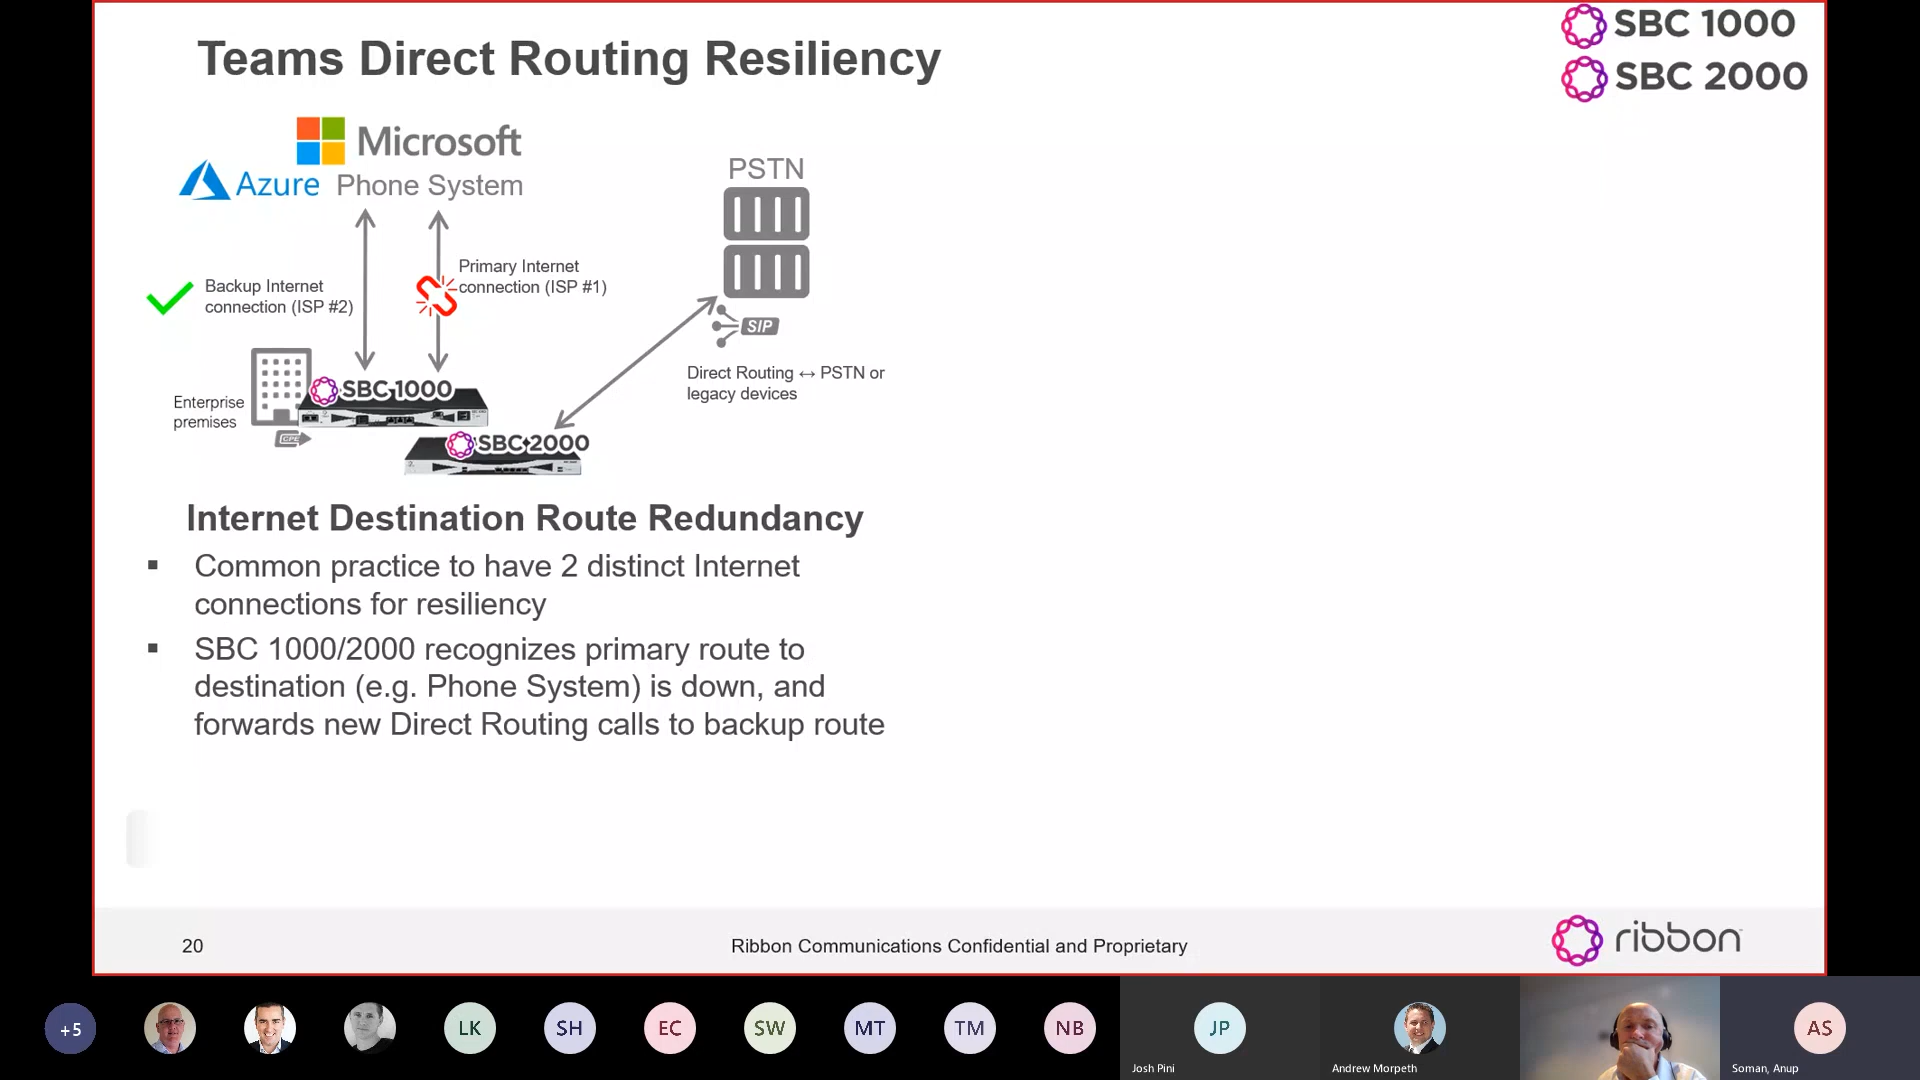 Teams Direct Routing Resiliency
SBC 1000
SBC 2000
Microsoft
Azure Phone System
PSTN
Primary Internet
connection (ISP #1)
Backup Internet
connection (ISP #2)
SIP
Direct Routing ↔ PSTN or
legacy devices
SBC 1000
Enterprise
premises
CPE
SBC 2000
Internet Destination Route Redundancy
▪ Common practice to have 2 distinct Internet
connections for resiliency
▪ SBC 1000/2000 recognizes primary route to
destination (e.g. Phone System) is down, and
forwards new Direct Routing calls to backup route
20
Ribbon Communications Confidential and Proprietary
ribbon
+5
LK
SH
EC
SW
MT
TM
NB
JP
AS
Josh Pini
Andrew Morpeth
Soman, Anup